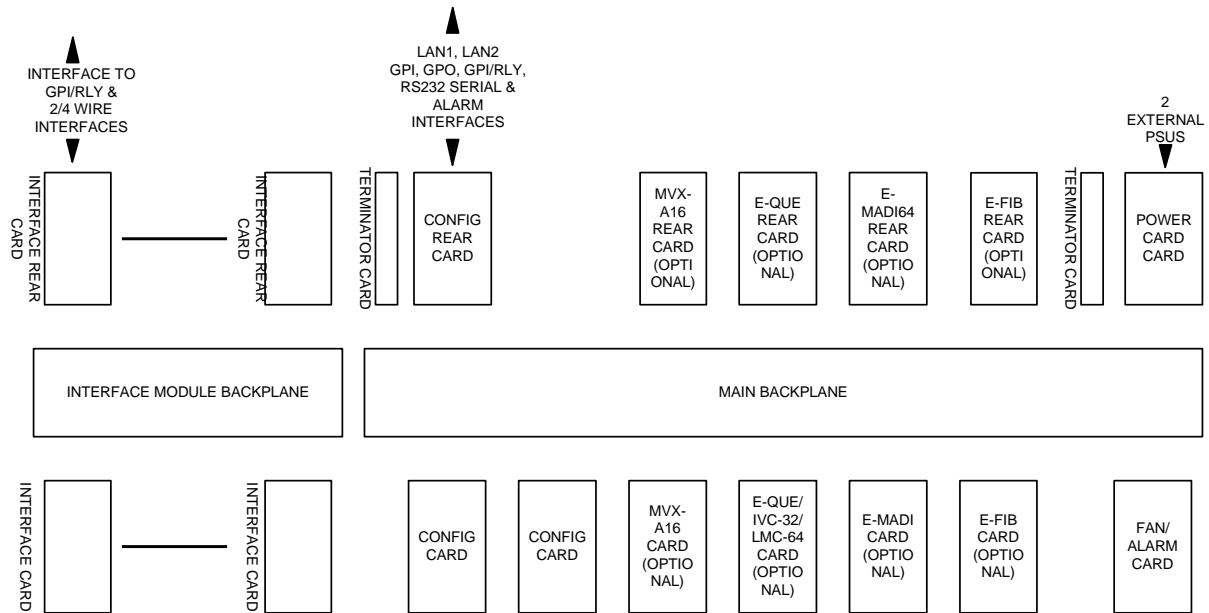 INTERFACE TO
GPI/RLY &
2/4 WIRE
INTERFACES
LAN1, LAN2
GPI, GPO, GPI/RLY,
RS232 SERIAL &
ALARM
INTERFACES
2
EXTERNAL
PSUS
INTERFACE REAR
CARD
INTERFACE REAR
CARD
TERMINATOR CARD
CONFIG
REAR
CARD
MVX-
A16
REAR
CARD
(OPTI
ONAL)
E-QUE
REAR
CARD
(OPTIO
NAL)
E-
MADI64
REAR
CARD
(OPTIO
NAL)
E-FIB
REAR
CARD
(OPTI
ONAL)
TERMINATOR CARD
POWER
CARD
CARD
INTERFACE MODULE BACKPLANE
MAIN BACKPLANE
INTERFACE CARD
INTERFACE CARD
CONFIG
CARD
CONFIG
CARD
MVX-
A16
CARD
(OPTIO
NAL)
E-QUE/
IVC-32/
LMC-64
CARD
(OPTIO
NAL)
E-MADI
CARD
(OPTIO
NAL)
E-FIB
CARD
(OPTIO
NAL)
FAN/
ALARM
CARD